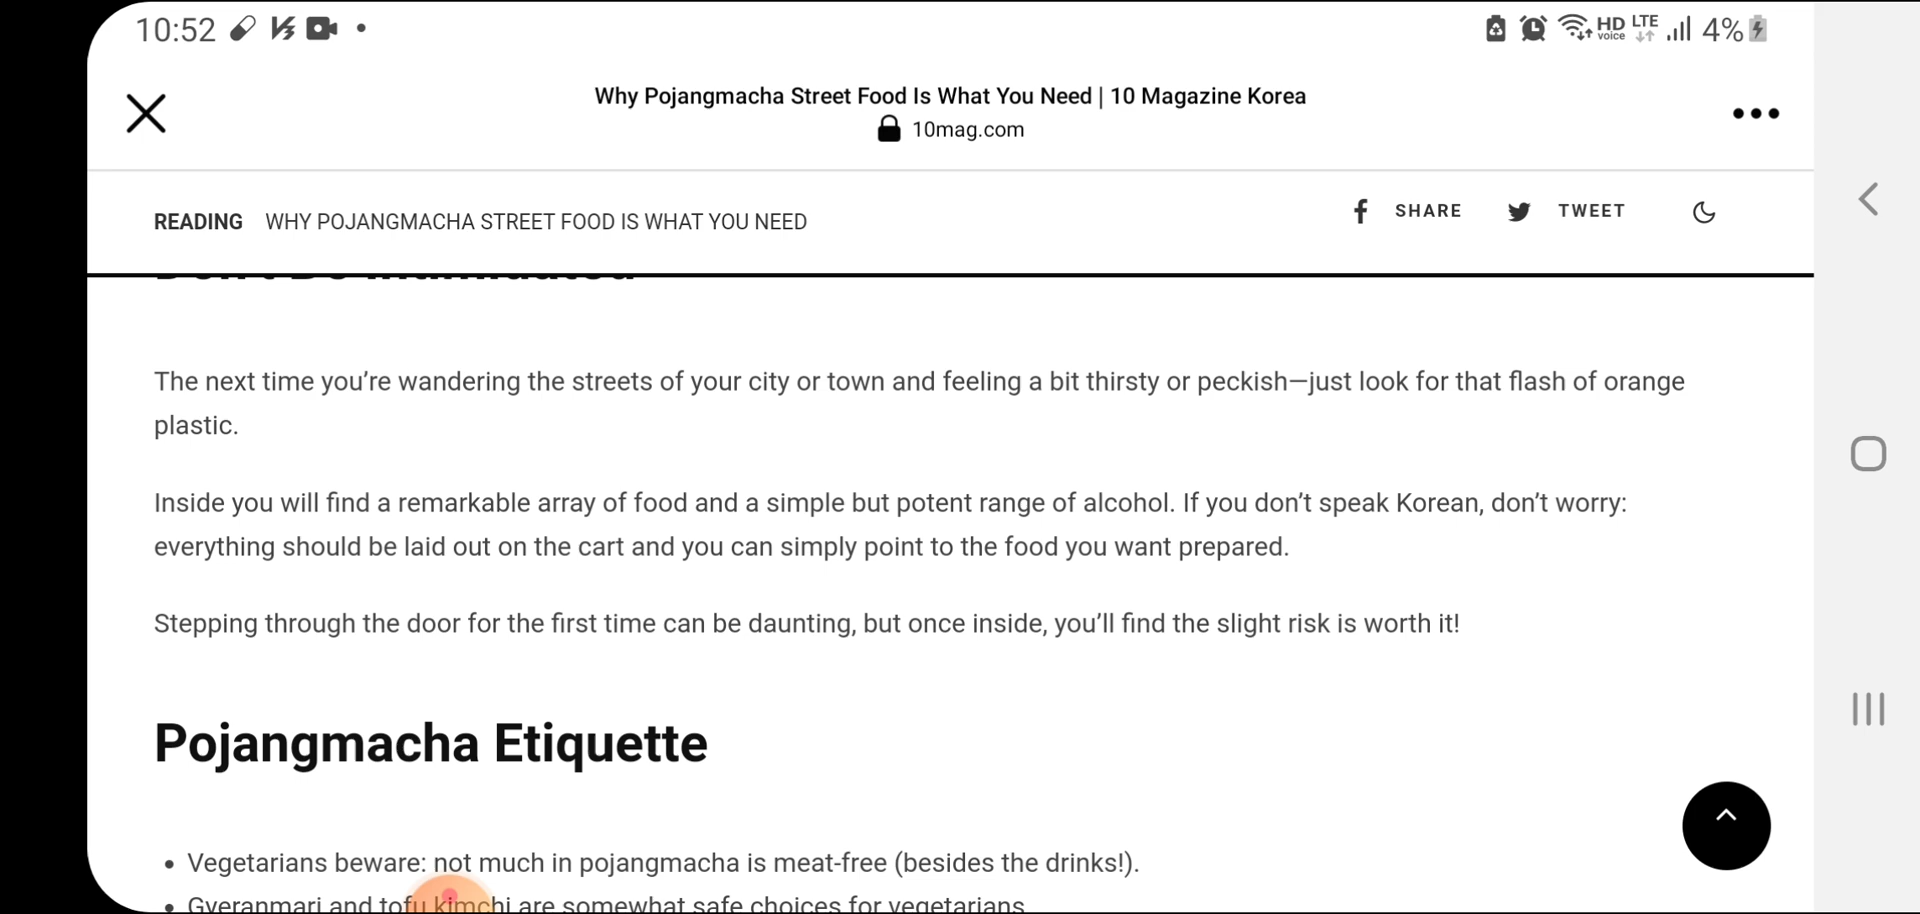 10:52
HD voice LTE 4%
Why Pojangmacha Street Food Is What You Need | 10 Magazine Korea
10mag.com
READING WHY POJANGMACHA STREET FOOD IS WHAT YOU NEED
SHARE TWEET
Don't Be Intimidated
The next time you’re wandering the streets of your city or town and feeling a bit thirsty or peckish—just look for that flash of orange
plastic.
Inside you will find a remarkable array of food and a simple but potent range of alcohol. If you don’t speak Korean, don’t worry:
everything should be laid out on the cart and you can simply point to the food you want prepared.
Stepping through the door for the first time can be daunting, but once inside, you’ll find the slight risk is worth it!
Pojangmacha Etiquette
• Vegetarians beware: not much in pojangmacha is meat-free (besides the drinks!).
• Gyeranmari and tofu kimchi are somewhat safe choices for vegetarians